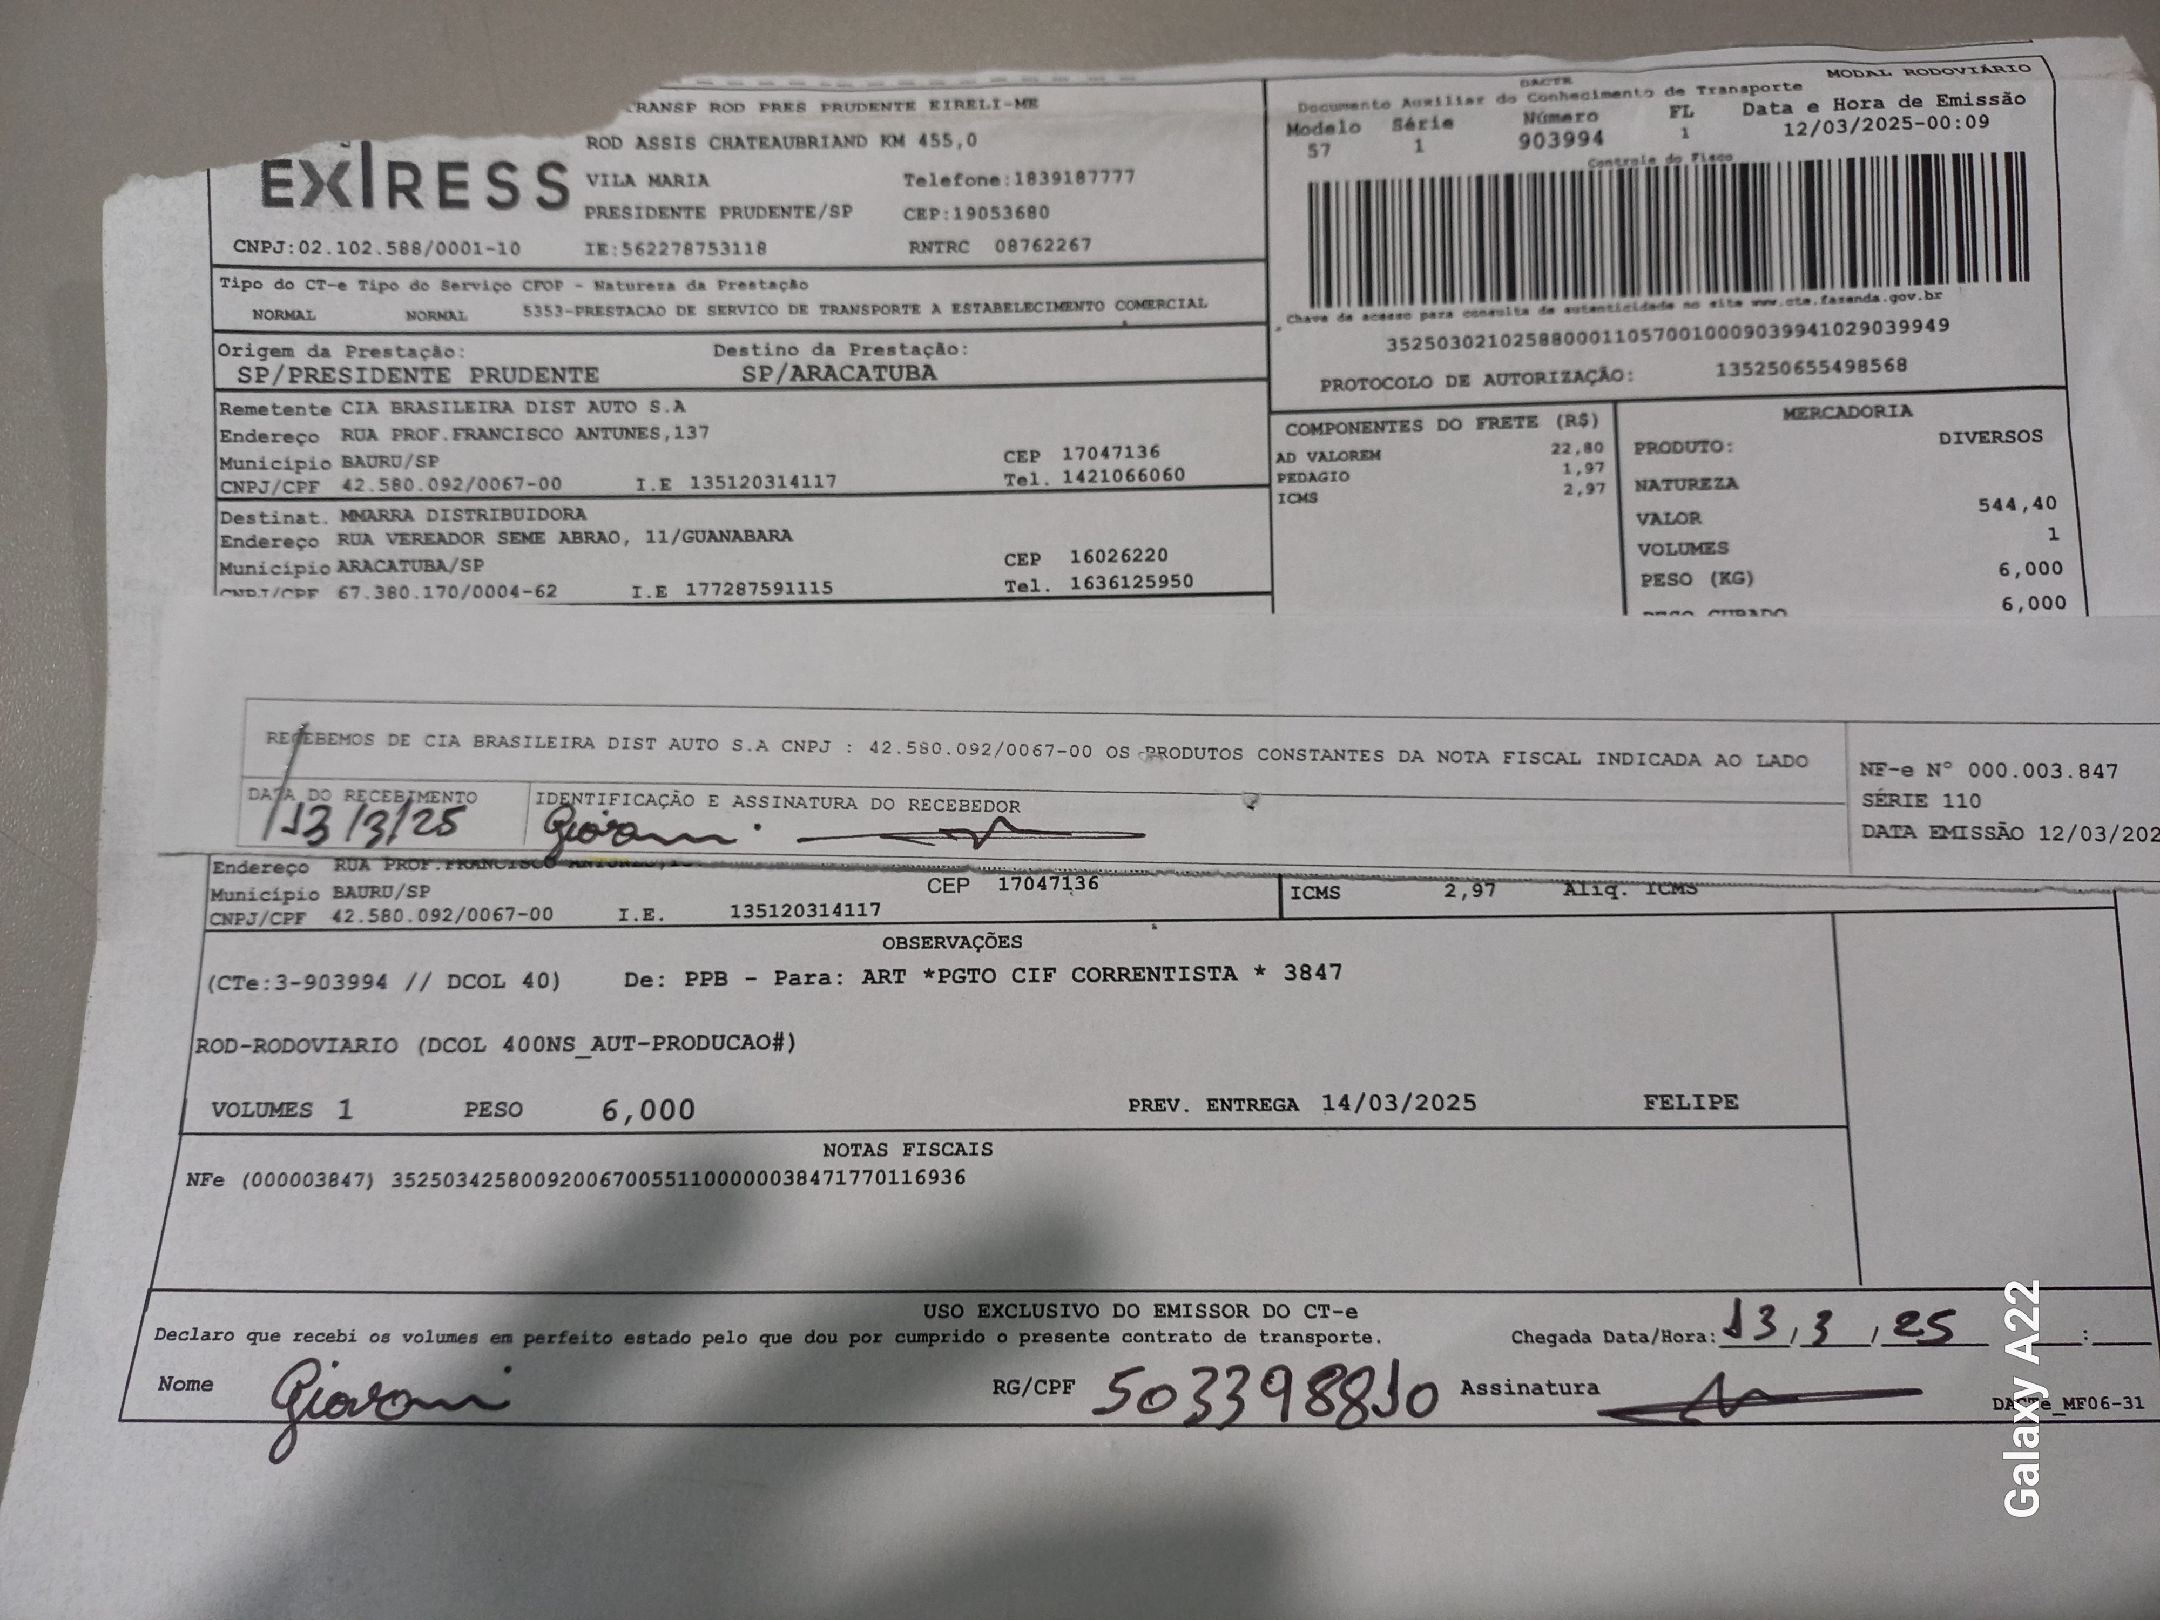 TRANSP ROD PRES PRUDENTE EIRELI-ME
EXPRESS
ROD ASSIS CHATEAUBRIAND KM 455,0
VILA MARIA Telefone:1839187777
PRESIDENTE PRUDENTE/SP CEP:19053680
CNPJ:02.102.588/0001-10 IE:562278753118 RNTRC 08762267
DACTE MODAL RODOVIÁRIO
Documento Auxiliar do Conhecimento de Transporte
Modelo Série Número FL Data e Hora de Emissão
57 1 903994 1 12/03/2025-00:09
Controle do Fisco
Chave de acesso para consulta de autenticidade no site www.cte.fazenda.gov.br
35250302102588000110570010009039941029039949
PROTOCOLO DE AUTORIZAÇÃO: 135250655498568
Tipo do CT-e Tipo do Serviço CFOP - Natureza da Prestação
NORMAL NORMAL 5353-PRESTACAO DE SERVICO DE TRANSPORTE A ESTABELECIMENTO COMERCIAL
Origem da Prestação: Destino da Prestação:
SP/PRESIDENTE PRUDENTE SP/ARACATUBA
Remetente CIA BRASILEIRA DIST AUTO S.A
Endereço RUA PROF.FRANCISCO ANTUNES,137
Município BAURU/SP CEP 17047136
CNPJ/CPF 42.580.092/0067-00 I.E 135120314117 Tel. 1421066060
Destinat. MMARRA DISTRIBUIDORA
Endereço RUA VEREADOR SEME ABRAO, 11/GUANABARA
Município ARACATUBA/SP CEP 16026220
CNPJ/CPF 67.380.170/0004-62 I.E 177287591115 Tel. 1636125950
COMPONENTES DO FRETE (R$)
AD VALOREM 22,80
PEDAGIO 1,97
ICMS 2,97
MERCADORIA
PRODUTO: DIVERSOS
NATUREZA
VALOR 544,40
VOLUMES 1
PESO (KG) 6,000
PESO CUBADO 6,000
RECEBEMOS DE CIA BRASILEIRA DIST AUTO S.A CNPJ : 42.580.092/0067-00 OS PRODUTOS CONSTANTES DA NOTA FISCAL INDICADA AO LADO
NF-e N° 000.003.847
SÉRIE 110
DATA EMISSÃO 12/03/202
DATA DO RECEBIMENTO IDENTIFICAÇÃO E ASSINATURA DO RECEBEDOR
13/3/25 Giovani
Endereço RUA PROF.FRANCISCO ANTUNES,1
Município BAURU/SP CEP 17047136
CNPJ/CPF 42.580.092/0067-00 I.E. 135120314117
ICMS 2,97 Aliq. ICMS
OBSERVAÇÕES
(CTe:3-903994 // DCOL 40) De: PPB - Para: ART *PGTO CIF CORRENTISTA * 3847
ROD-RODOVIARIO (DCOL 400NS_AUT-PRODUCAO#)
VOLUMES 1 PESO 6,000 PREV. ENTREGA 14/03/2025 FELIPE
NOTAS FISCAIS
NFe (000003847) 35250342580092006700551100000038471770116936
USO EXCLUSIVO DO EMISSOR DO CT-e
Declaro que recebi os volumes em perfeito estado pelo que dou por cumprido o presente contrato de transporte. Chegada Data/Hora: 13/3/25 :
Nome Giovani RG/CPF 503398810 Assinatura
DACTe_MF06-31
Galaxy A22